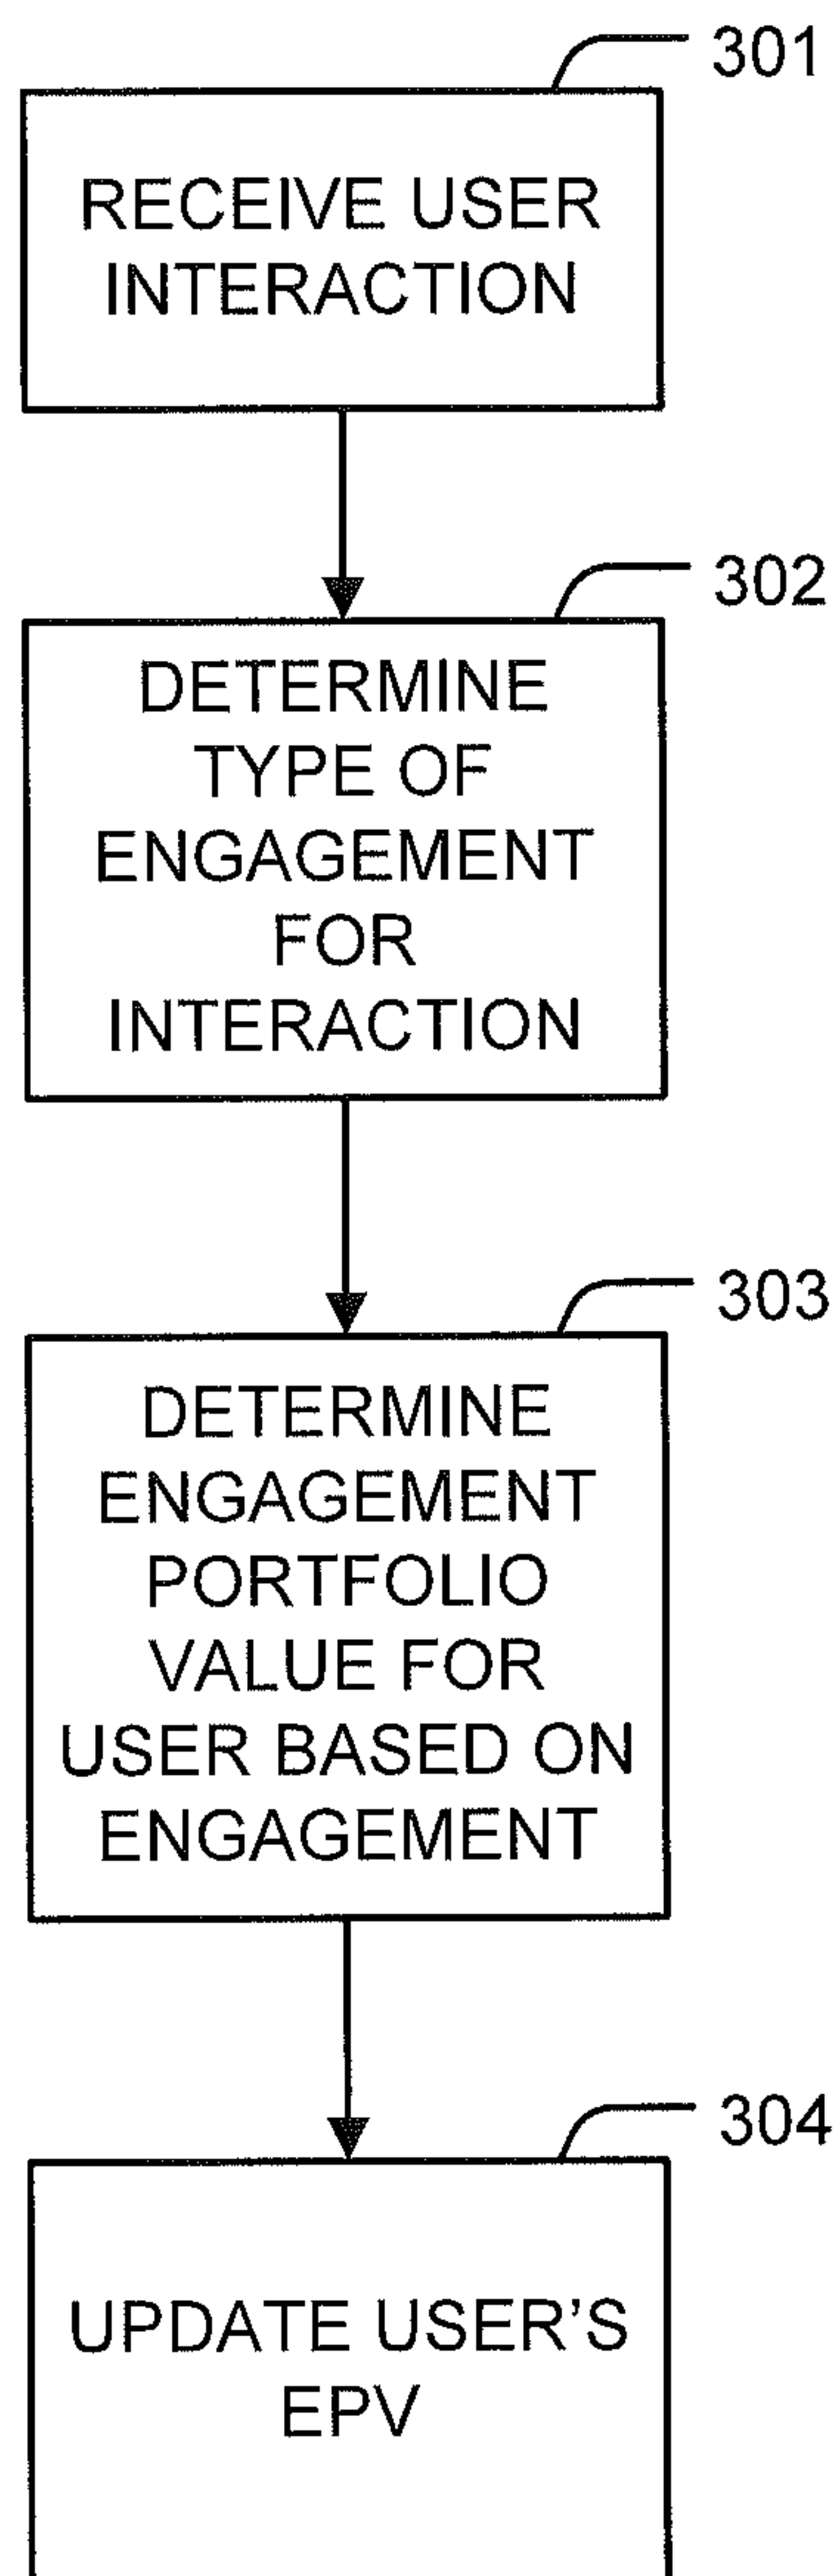 301
RECEIVE USER
INTERACTION
302
DETERMINE
TYPE OF
ENGAGEMENT
FOR
INTERACTION
303
DETERMINE
ENGAGEMENT
PORTFOLIO
VALUE FOR
USER BASED ON
ENGAGEMENT
304
UPDATE USER’S
EPV